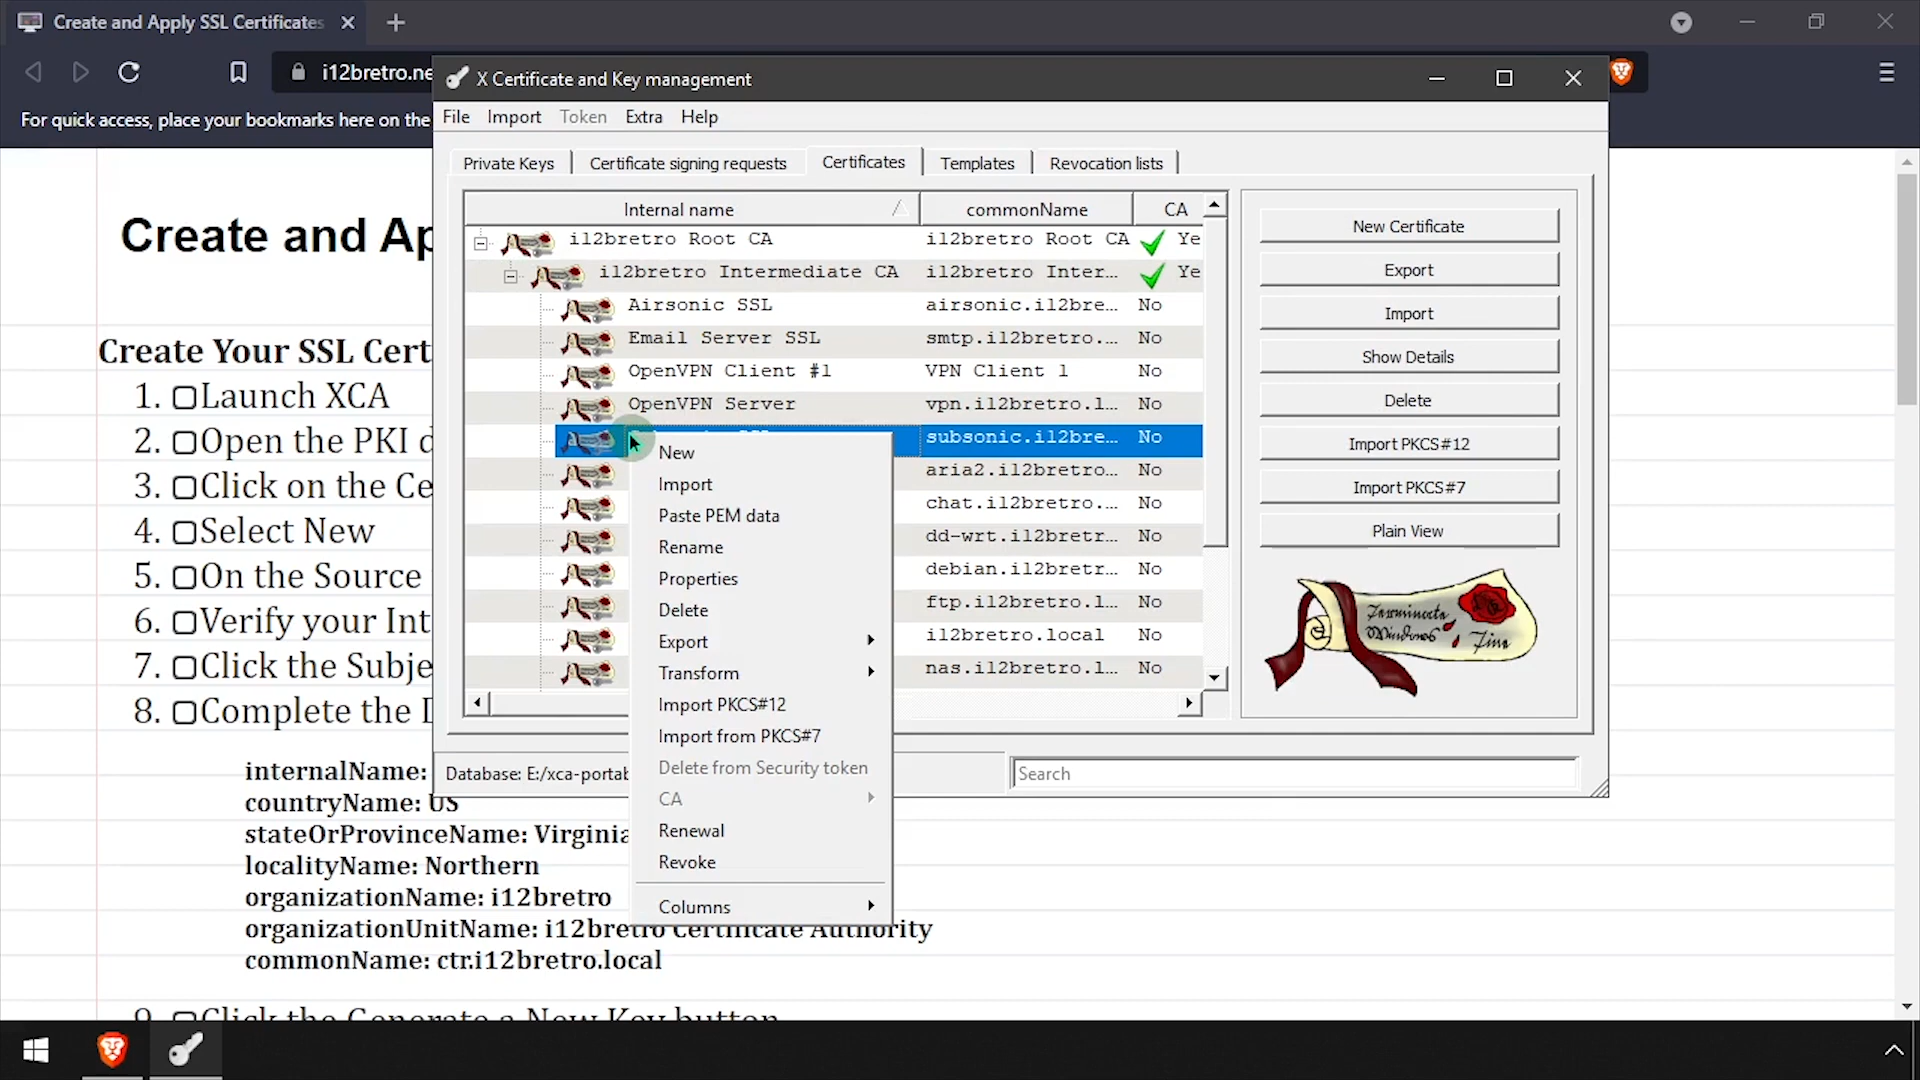 Create and Apply SSL Certificates
i12bretro.ne
For quick access, place your bookmarks here on the
X Certificate and Key management
File Import Token Extra Help
Private Keys Certificate signing requests Certificates Templates Revocation lists
Internal name commonName CA
i12bretro Root CA i12bretro Root CA Ye
i12bretro Intermediate CA i12bretro Inter... Ye
Airsonic SSL airsonic.i12bre... No
Email Server SSL smtp.i12bretro.... No
OpenVPN Client #1 VPN Client 1 No
OpenVPN Server vpn.i12bretro.l... No
subsonic.i12bre... No
aria2.i12bretro... No
chat.i12bretro.... No
dd-wrt.i12bretr... No
debian.i12bretr... No
ftp.i12bretro.l... No
i12bretro.local No
nas.i12bretro.l... No
New
Import
Paste PEM data
Rename
Properties
Delete
Export
Transform
Import PKCS#12
Import from PKCS#7
Delete from Security token
CA
Renewal
Revoke
Columns
New Certificate
Export
Import
Show Details
Delete
Import PKCS#12
Import PKCS#7
Plain View
Terminate
Windows
Fine
Database: E:/xca-portab
Search
Create and Ap
Create Your SSL Cert
1. Launch XCA
2. Open the PKI d
3. Click on the Ce
4. Select New
5. On the Source
6. Verify your Int
7. Click the Subje
8. Complete the D
internalName:
countryName: US
stateOrProvinceName: Virginia
localityName: Northern
organizationName: i12bretro
organizationUnitName: i12bretro Certificate Authority
commonName: ctr.i12bretro.local
9. Click the Generate a New Key button